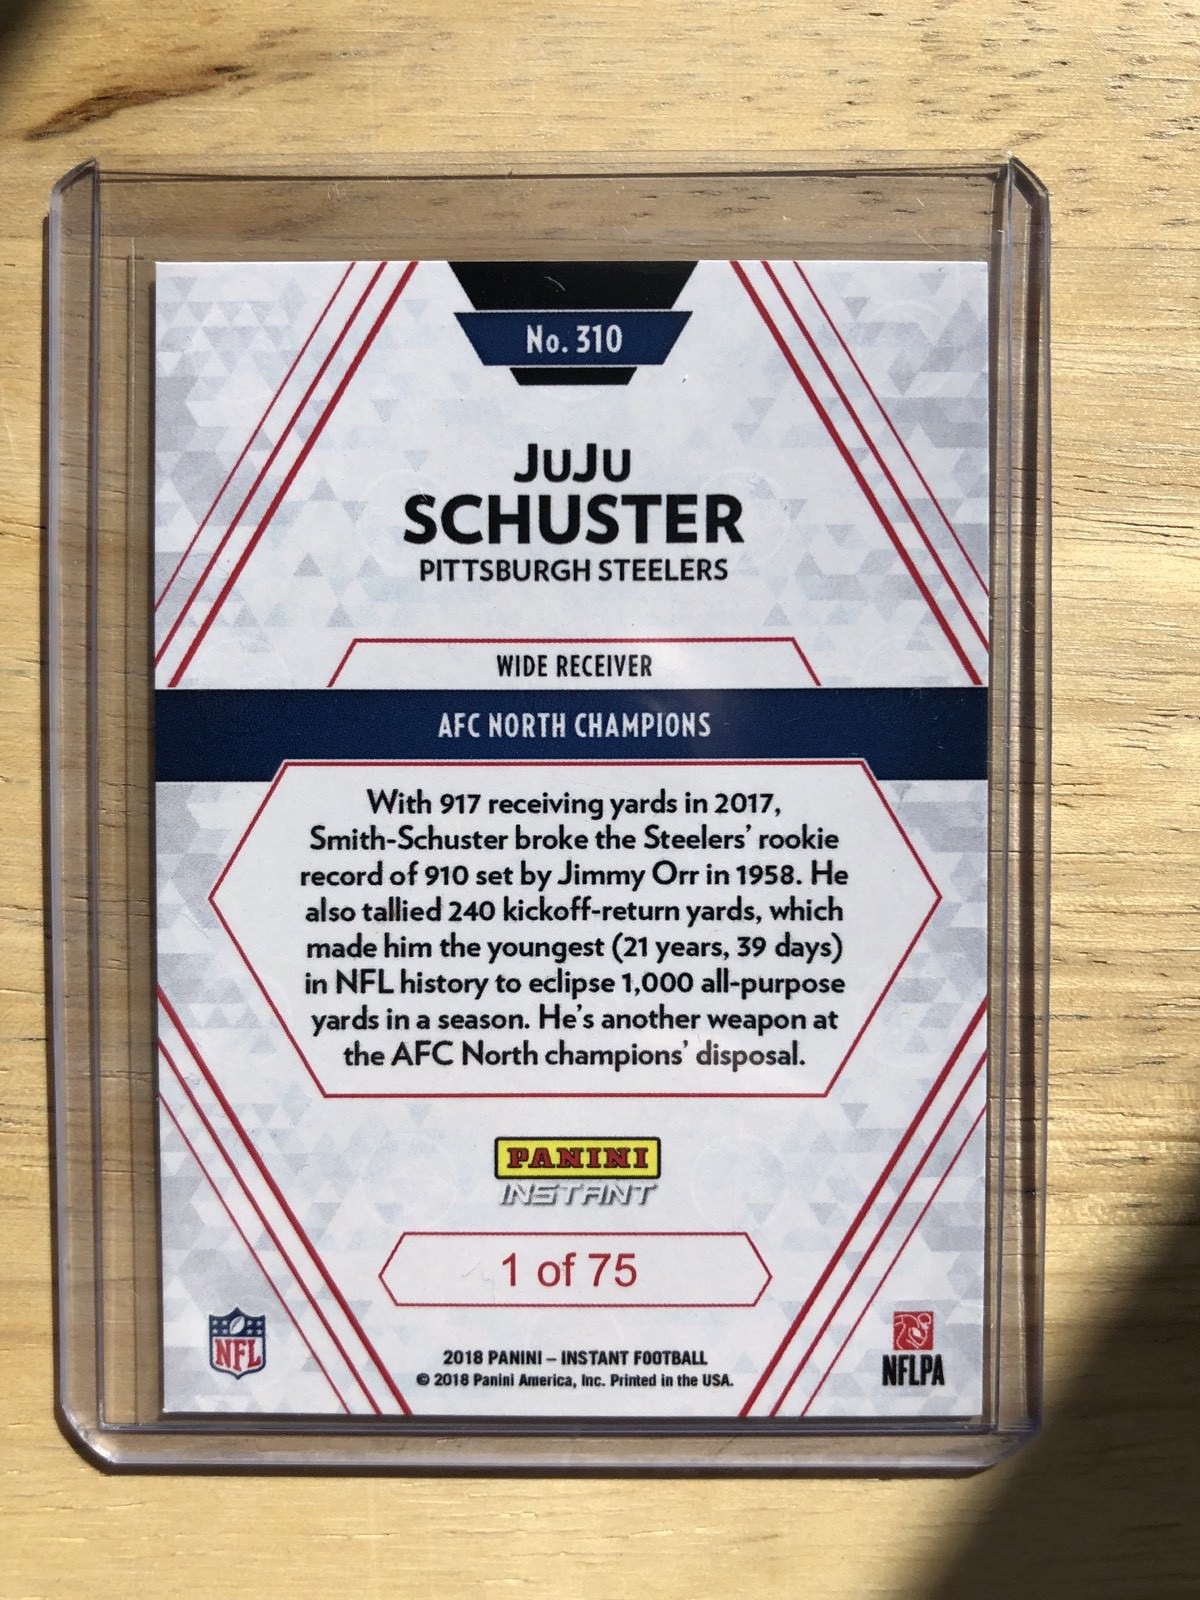 No. 310
JuJu
SCHUSTER
PITTSBURGH STEELERS
WIDE RECEIVER
AFC NORTH CHAMPIONS
With 917 receiving yards in 2017,
Smith-Schuster broke the Steelers' rookie
record of 910 set by Jimmy Orr in 1958. He
also tallied 240 kickoff-return yards, which
made him the youngest (21 years, 39 days)
in NFL history to eclipse 1,000 all-purpose
yards in a season. He's another weapon at
the AFC North champions' disposal.
PANINI
INSTANT
1 of 75
NFL
2018 PANINI – INSTANT FOOTBALL
© 2018 Panini America, Inc. Printed in the USA.
NFLPA